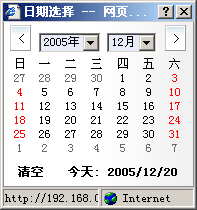 日期选择 -- 网页...
2005年 12月
日 一 二 三 四 五 六
27 28 29 30 1 2 3
4 5 6 7 8 9 10
11 12 13 14 15 16 17
18 19 20 21 22 23 24
25 26 27 28 29 30 31
1 2 3 4 5 6 7
清空 今天: 2005/12/20
http://192.168.0 Internet